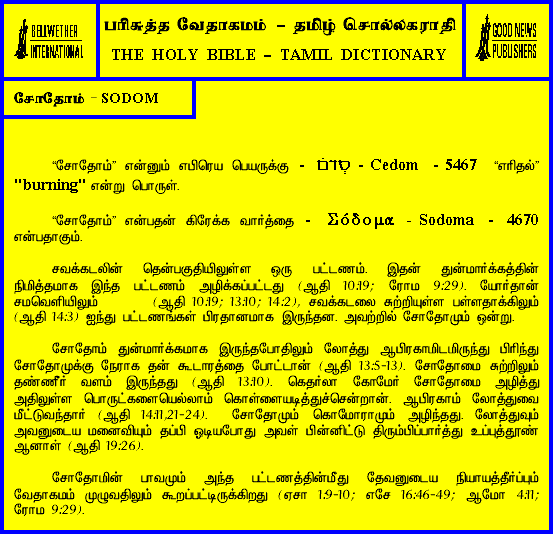 BELLWETHER
INTERNATIONAL
பரிசுத்த வேதாகமம் – தமிழ் சொல்லகராதி
THE HOLY BIBLE – TAMIL DICTIONARY
GOOD NEWS
PUBLISHERS
சோதோம் – SODOM
“சோதோம்” என்னும் எபிரெய பெயருக்கு - סְדֹם - Cedom - 5467 “எரிதல்”
"burning" என்று பொருள்.
“சோதோம்” என்பதன் கிரேக்க வார்த்தை - Σόδομα - Sodoma - 4670
என்பதாகும்.
சவக்கடலின் தென்பகுதியிலுள்ள ஒரு பட்டணம். இதன் துன்மார்க்கத்தின்
நிமித்தமாக இந்த பட்டணம் அழிக்கப்பட்டது (ஆதி 10:19; ரோம 9:29). யோர்தான்
சமவெளியிலும் (ஆதி 10:19; 13:10; 14:2), சவக்கடலை சுற்றியுள்ள பள்ளதாக்கிலும்
(ஆதி 14:3) ஐந்து பட்டணங்கள் பிரதானமாக இருந்தன. அவற்றில் சோதோமும் ஒன்று.
சோதோம் துன்மார்க்கமாக இருந்தபோதிலும் லோத்து ஆபிரகாமிடமிருந்து பிரிந்து
சோதோமுக்கு நேராக தன் கூடாரத்தை போட்டான் (ஆதி 13:5-13). சோதோமை சுற்றிலும்
தண்ணீர் வளம் இருந்தது (ஆதி 13:10). கெதர்லா கோமேர் சோதோமை அழித்து
அதிலுள்ள பொருட்களையெல்லாம் கொள்ளையடித்துச்சென்றான். ஆபிரகாம் லோத்துவை
மீட்டுவந்தார் (ஆதி 14:11,21-24). சோதோமும் கொமோராமும் அழிந்தது. லோத்துவும்
அவனுடைய மனைவியும் தப்பி ஓடியபோது அவள் பின்னிட்டு திரும்பிப்பார்த்து உப்புத்தூண்
ஆனாள் (ஆதி 19:26).
சோதோமின் பாவமும் அந்த பட்டணத்தின்மீது தேவனுடைய நியாயத்தீர்ப்பும்
வேதாகமம் முழுவதிலும் கூறப்பட்டிருக்கிறது (ஏசா 1:9-10; எசே 16:46-49; ஆமோ 4:11;
ரோம 9:29).